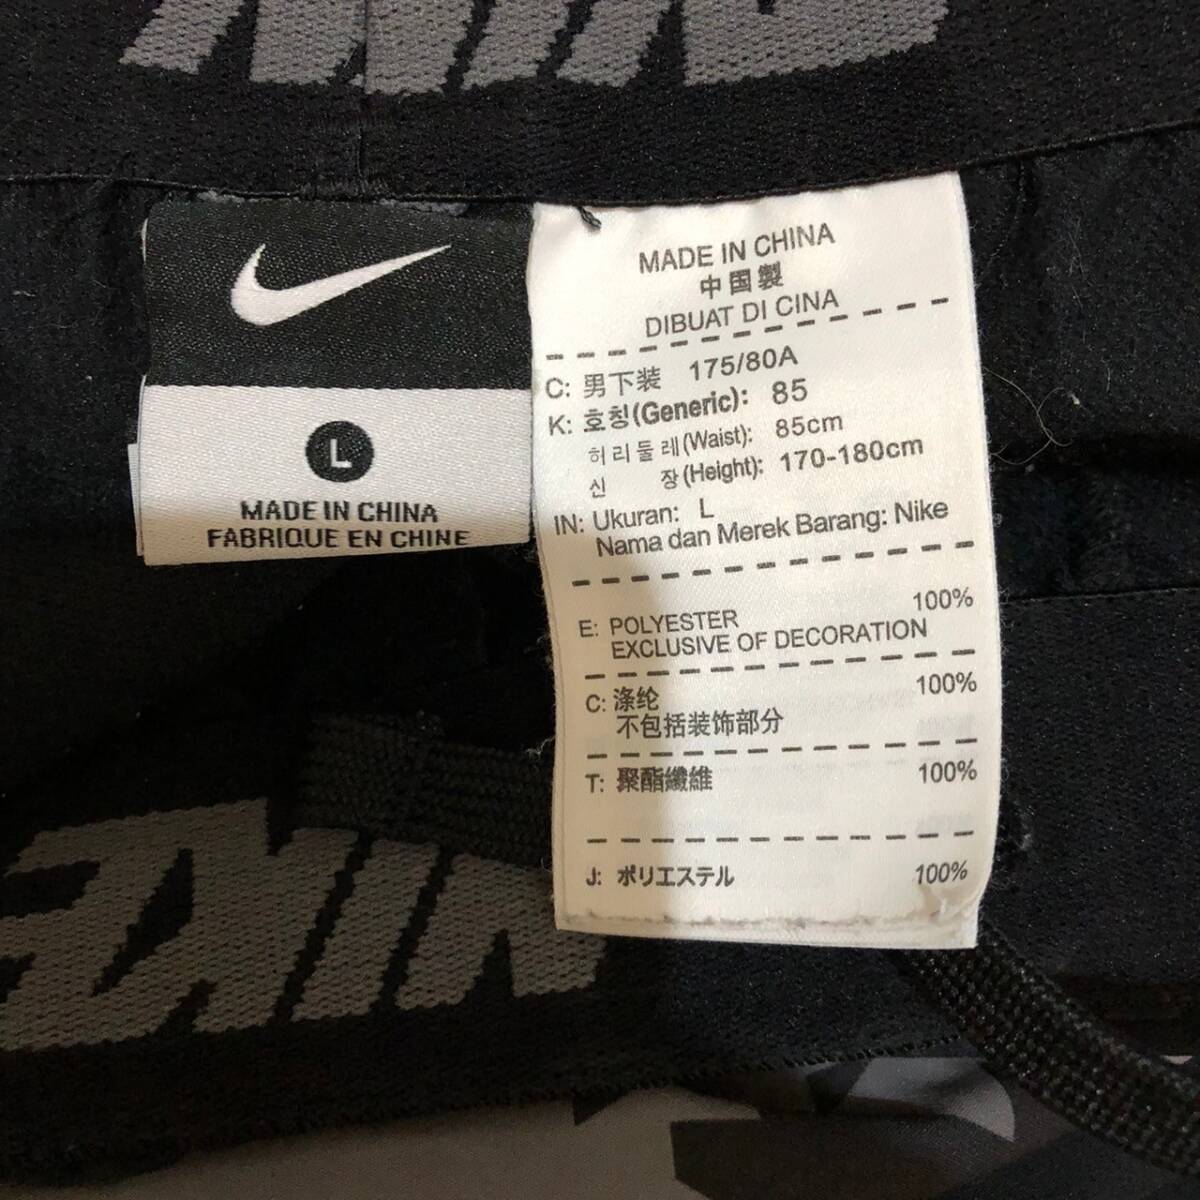 NIKE
L
MADE IN CHINA
FABRIQUE EN CHINE
MADE IN CHINA
中国製
DIBUAT DI CINA
C: 男下装 175/80A
K: 호칭(Generic): 85
허리둘레(Waist): 85cm
신 장(Height): 170-180cm
IN: Ukuran: L
Nama dan Merek Barang: Nike
E: POLYESTER 100%
EXCLUSIVE OF DECORATION
C: 涤纶 100%
不包括装饰部分
T: 聚酯纖維 100%
J: ポリエステル 100%
NIKE